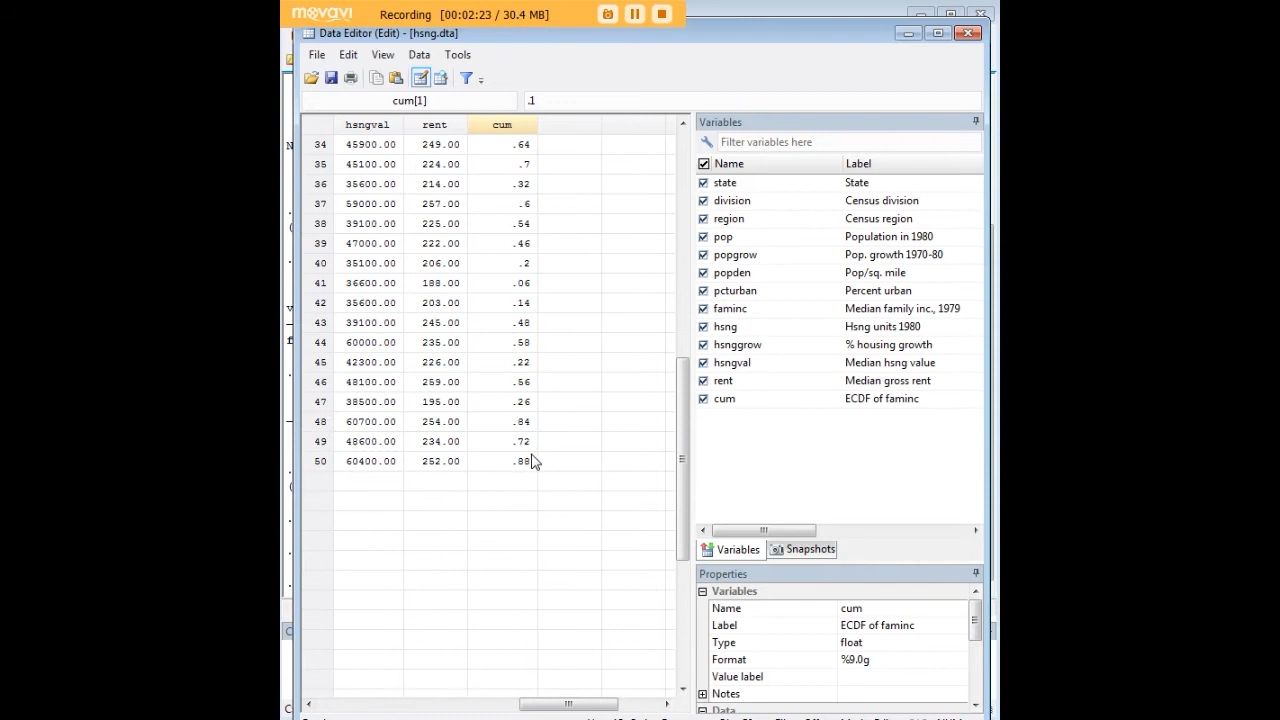 movavi Recording [00:02:23 / 30.4 MB]
Data Editor (Edit) - [hsng.dta]
File Edit View Data Tools
cum[1] .1
hsngval rent cum
34 45900.00 249.00 .64
35 45100.00 224.00 .7
36 35600.00 214.00 .32
37 59000.00 257.00 .6
38 39100.00 225.00 .54
39 47000.00 222.00 .46
40 35100.00 206.00 .2
41 36600.00 188.00 .06
42 35600.00 203.00 .14
43 39100.00 245.00 .48
44 60000.00 235.00 .58
45 42300.00 226.00 .22
46 48100.00 259.00 .56
47 38500.00 195.00 .26
48 60700.00 254.00 .84
49 48600.00 234.00 .72
50 60400.00 252.00 .88
Variables
Filter variables here
Name Label
state State
division Census division
region Census region
pop Population in 1980
popgrow Pop. growth 1970-80
popden Pop/sq. mile
pcturban Percent urban
faminc Median family inc., 1979
hsng Hsng units 1980
hsnggrow % housing growth
hsngval Median hsng value
rent Median gross rent
cum ECDF of faminc
Variables Snapshots
Properties
Variables
Name cum
Label ECDF of faminc
Type float
Format %9.0g
Value label
Notes
Data